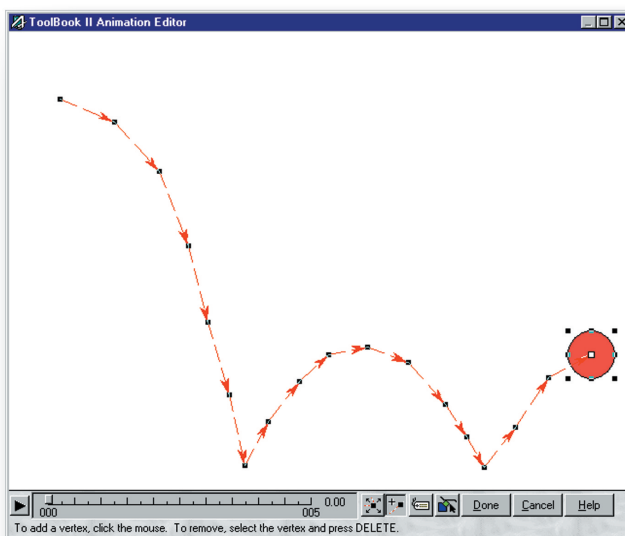 ToolBook II Animation Editor
0.00
000 005
Done Cancel Help
To add a vertex, click the mouse. To remove, select the vertex and press DELETE.